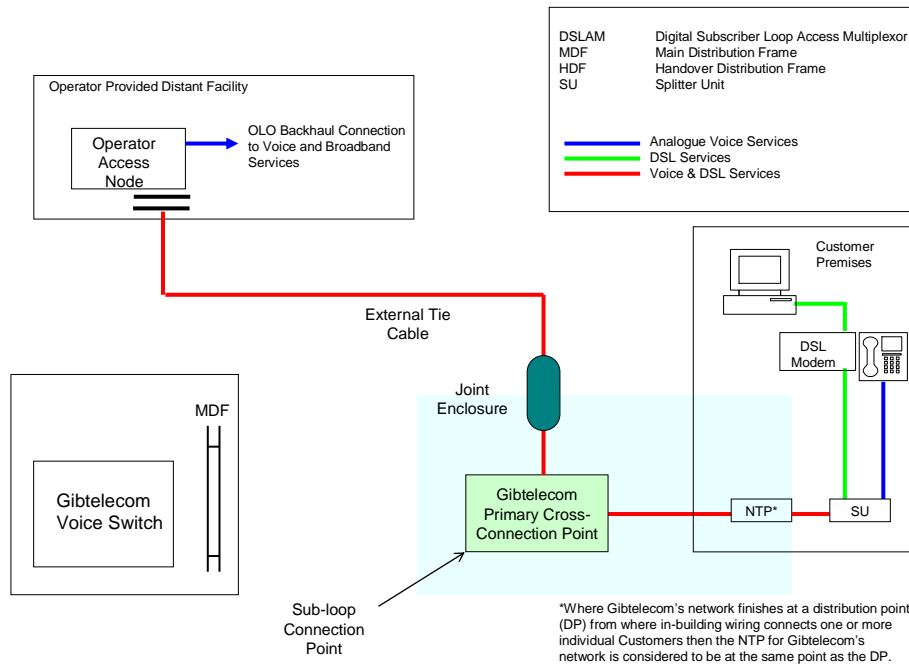 DSLAM Digital Subscriber Loop Access Multiplexor
MDF Main Distribution Frame
HDF Handover Distribution Frame
SU Splitter Unit
Analogue Voice Services
DSL Services
Voice & DSL Services
Operator Provided Distant Facility
Operator
Access
Node
OLO Backhaul Connection
to Voice and Broadband
Services
Customer
Premises
External Tie
Cable
DSL
Modem
Joint
Enclosure
MDF
Gibtelecom
Voice Switch
Gibtelecom
Primary Cross-
Connection Point
NTP*
SU
Sub-loop
Connection
Point
*Where Gibtelecom's network finishes at a distribution point
(DP) from where in-building wiring connects one or more
individual Customers then the NTP for Gibtelecom's
network is considered to be at the same point as the DP.